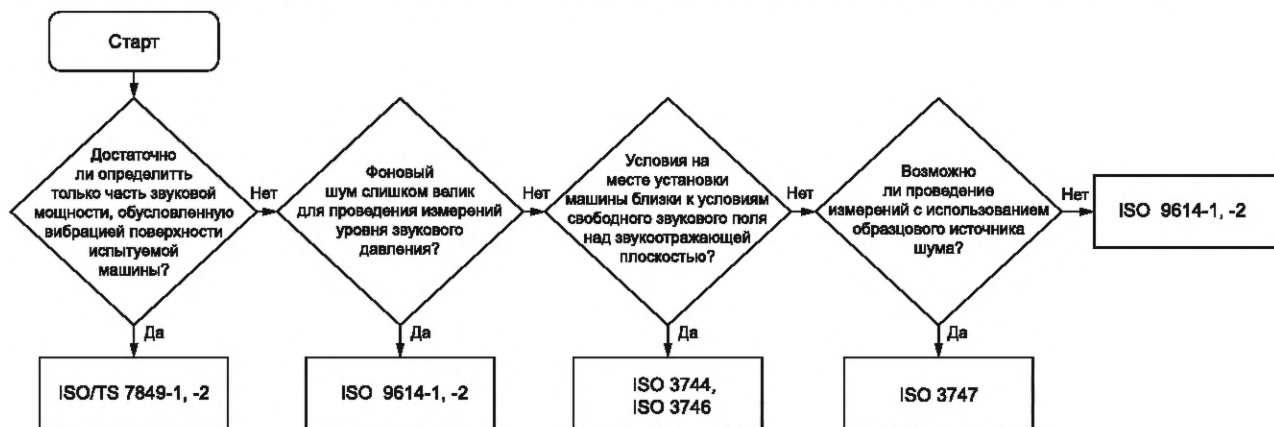 Старт
Достаточно
ли определитть
только часть звуковой
мощности, обусловленную
вибрацией поверхности
испытуемой
машины?
Нет
Да
ISO/TS 7849-1, -2
Фоновый
шум слишком велик
для проведения измерений
уровня звукового
давления?
Нет
Да
ISO 9614-1, -2
Условия на
месте установки
машины близки к условиям
свободного звукового поля
над звукоотражающей
плоскостью?
Нет
Да
ISO 3744,
ISO 3746
Возможно
ли проведение
измерений с использованием
образцового источника
шума?
Нет
Да
ISO 3747
ISO 9614-1, -2